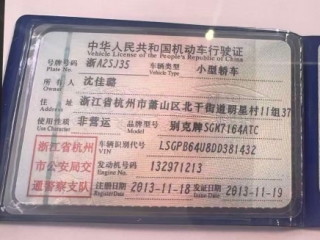 中华人民共和国机动车行驶证
Vehicle License of the People's Republic of China
号牌号码 浙A25J35 车辆类型 小型轿车
Plate No. Vehicle Type
所有人 沈佳璐
Owner
住址 浙江省杭州市萧山区北干街道明星村11组37
Address
使用性质 非营运 品牌型号 别克牌SGM7164ATC
Use Character Model
浙江省杭州 车辆识别代号 LSGPB64U8DD381432
VIN
市公安局交 发动机号码 132971213
Engine No.
通警察支队 注册日期 2013-11-18 发证日期 2013-11-19
Register Date Issue Date